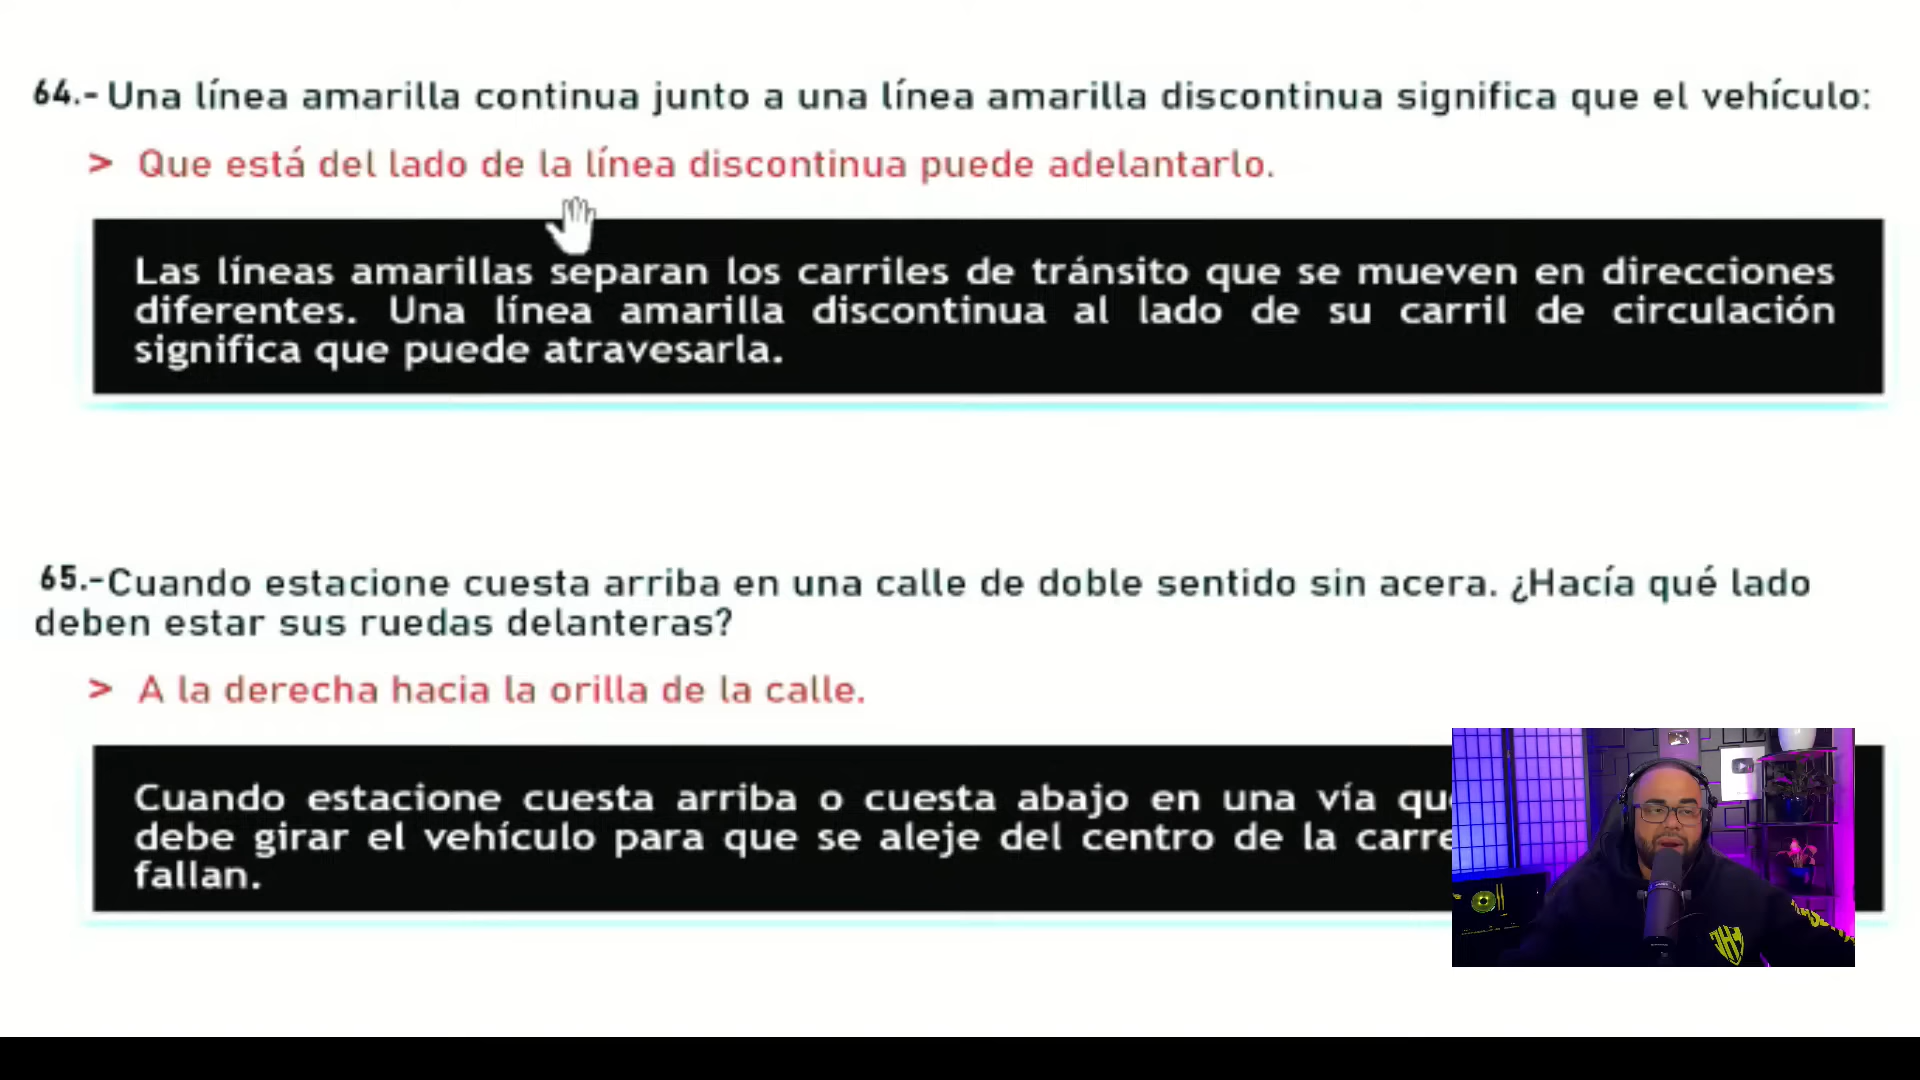 64.- Una línea amarilla continua junto a una línea amarilla discontinua significa que el vehículo:
> Que está del lado de la línea discontinua puede adelantarlo.
Las líneas amarillas separan los carriles de tránsito que se mueven en direcciones
diferentes. Una línea amarilla discontinua al lado de su carril de circulación
significa que puede atravesarla.
65.-Cuando estacione cuesta arriba en una calle de doble sentido sin acera. ¿Hacía qué lado
deben estar sus ruedas delanteras?
> A la derecha hacia la orilla de la calle.
Cuando estacione cuesta arriba o cuesta abajo en una vía
debe girar el vehículo para que se aleje del centro de la
fallan.